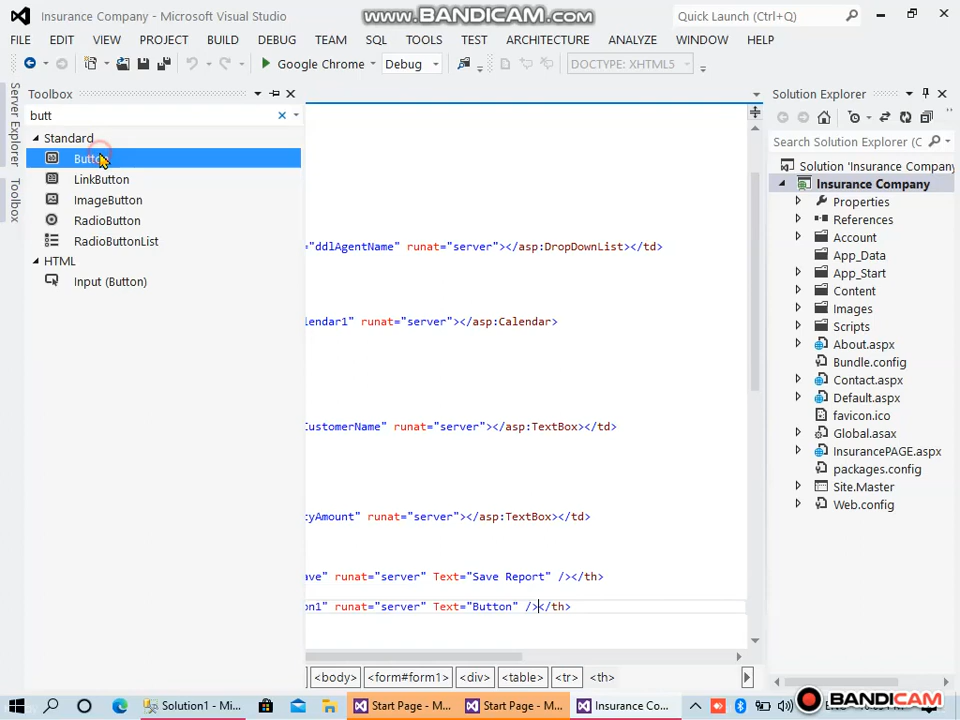 Insurance Company - Microsoft Visual Studio
www.BANDICAM.com
Quick Launch (Ctrl+Q)
FILE EDIT VIEW PROJECT BUILD DEBUG TEAM SQL TOOLS TEST ARCHITECTURE ANALYZE WINDOW HELP
Google Chrome Debug DOCTYPE: XHTML5
Server Explorer
Toolbox
Toolbox
butt
Standard
LinkButton
ImageButton
RadioButton
RadioButtonList
HTML
Input (Button)
="ddlAgentName" runat="server"></asp:DropDownList></td>
lendar1" runat="server"></asp:Calendar>
CustomerName" runat="server"></asp:TextBox></td>
tyAmount" runat="server"></asp:TextBox></td>
ave" runat="server" Text="Save Report" /></th>
on1" runat="server" Text="Button" /></th>
<body> <form#form1> <div> <table> <tr> <th>
Solution Explorer
Search Solution Explorer (C
Solution 'Insurance Company
Insurance Company
Properties
References
Account
App_Data
App_Start
Content
Images
Scripts
About.aspx
Bundle.config
Contact.aspx
Default.aspx
favicon.ico
Global.asax
InsurancePAGE.aspx
packages.config
Site.Master
Web.config
Solution1 - Mi...
Start Page - M...
Start Page - M...
Insurance Co...
BANDICAM